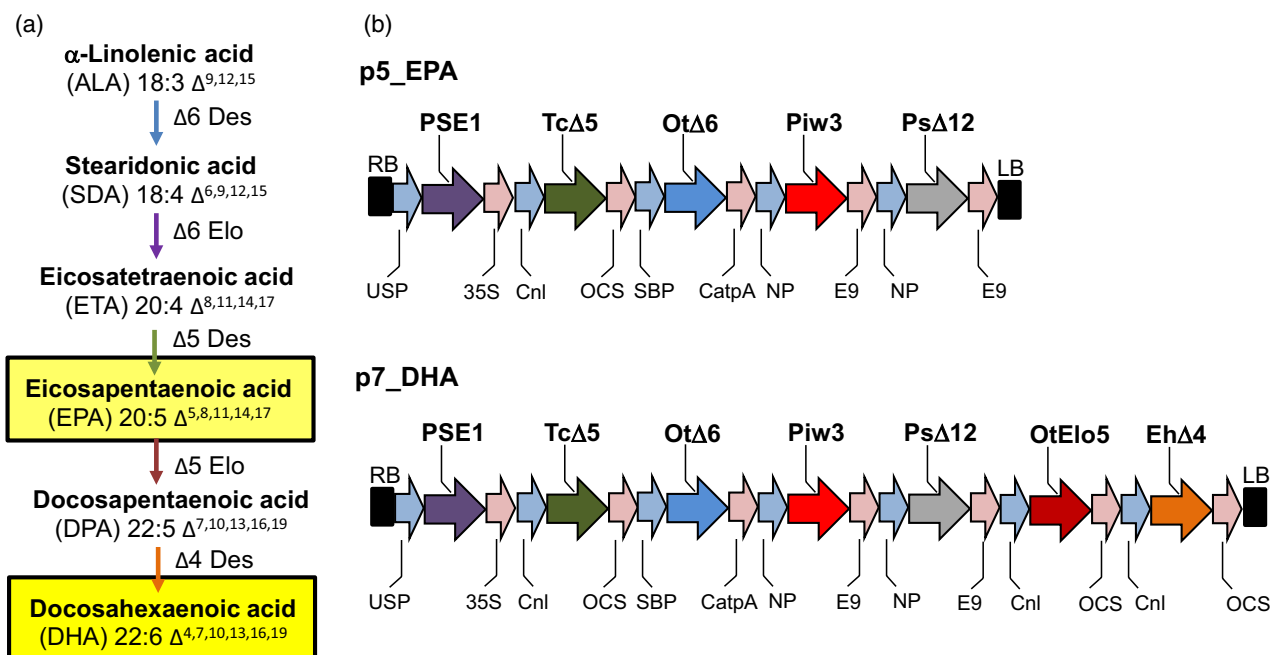 (a)
α-Linolenic acid
(ALA) 18:3 Δ9,12,15
Δ6 Des
Stearidonic acid
(SDA) 18:4 Δ6,9,12,15
Δ6 Elo
Eicosatetraenoic acid
(ETA) 20:4 Δ8,11,14,17
Δ5 Des
Eicosapentaenoic acid
(EPA) 20:5 Δ5,8,11,14,17
Δ5 Elo
Docosapentaenoic acid
(DPA) 22:5 Δ7,10,13,16,19
Δ4 Des
Docosahexaenoic acid
(DHA) 22:6 Δ4,7,10,13,16,19
(b)
p5_EPA
PSE1 TcΔ5 OtΔ6 Piw3 PsΔ12
RB LB
USP 35S Cnl OCS SBP CatpA NP E9 NP E9
p7_DHA
PSE1 TcΔ5 OtΔ6 Piw3 PsΔ12 OtElo5 EhΔ4
RB LB
USP 35S Cnl OCS SBP CatpA NP E9 NP E9 Cnl OCS Cnl OCS